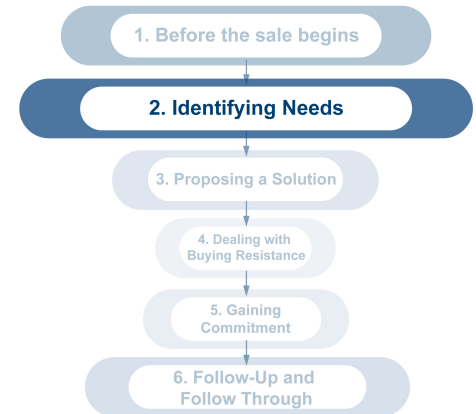 1. Before the sale begins
2. Identifying Needs
3. Proposing a Solution
4. Dealing with
Buying Resistance
5. Gaining
Commitment
6. Follow-Up and
Follow Through